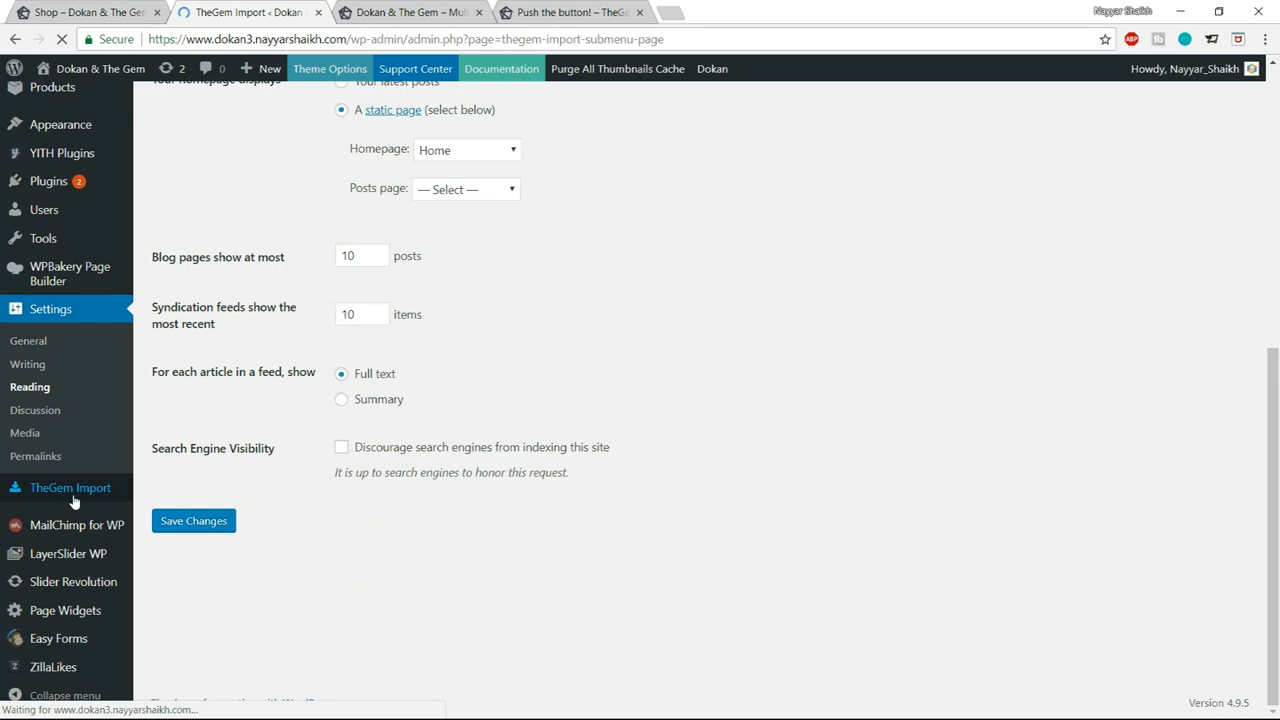 Shop – Dokan & The Gem
TheGem Import ‹ Dokan
Dokan & The Gem – Mul
Push the button! – TheGe
Nayyar Shaikh
Secure
https://www.dokan3.nayyarshaikh.com/wp-admin/admin.php?page=thegem-import-submenu-page
ABP
Dokan & The Gem
2
0
New
Theme Options
Support Center
Documentation
Purge All Thumbnails Cache
Dokan
Howdy, Nayyar_Shaikh
Products
Appearance
YITH Plugins
Plugins 2
Users
Tools
WPBakery Page
Builder
Settings
General
Writing
Reading
Discussion
Media
Permalinks
TheGem Import
MailChimp for WP
LayerSlider WP
Slider Revolution
Page Widgets
Easy Forms
Z ZillaLikes
Collapse menu
Your homepage displays
Your latest posts
A static page (select below)
Homepage: Home
Posts page: — Select —
Blog pages show at most 10 posts
Syndication feeds show the
most recent 10 items
For each article in a feed, show
Full text
Summary
Search Engine Visibility
Discourage search engines from indexing this site
It is up to search engines to honor this request.
Save Changes
Version 4.9.5
Waiting for www.dokan3.nayyarshaikh.com...